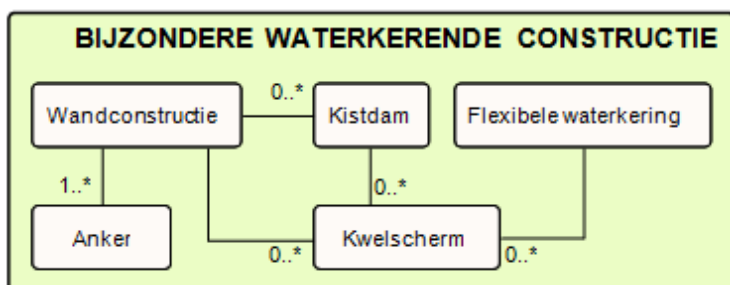 BIJZONDERE WATERKERENDE CONSTRUCTIE
0..*
Wandconstructie
Kistdam
Flexibele waterkering
1..*
0..*
Anker
Kwelscherm
0..*
0..*